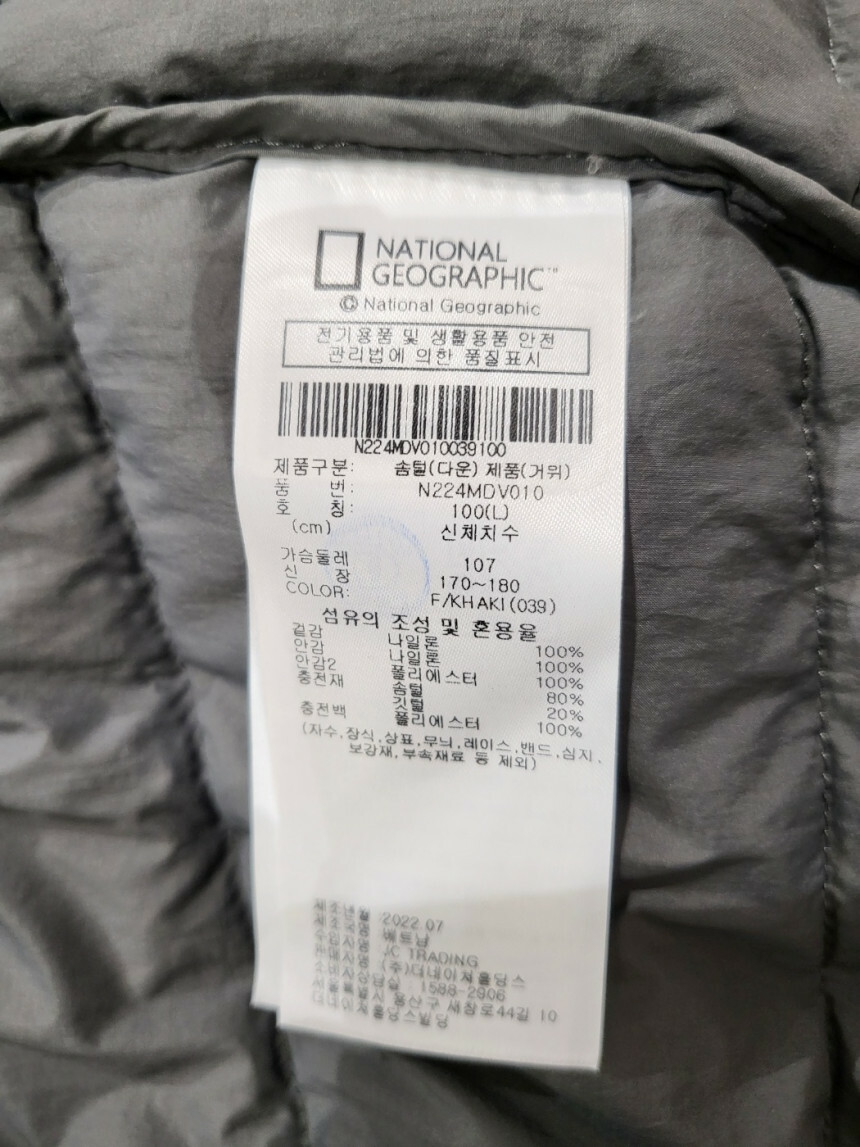 NATIONAL
GEOGRAPHIC™
© National Geographic
전기용품 및 생활용품 안전
관리법에 의한 품질표시
N224MDV010039100
제품구분: 솜털(다운) 제품(거위)
품 번: N224MDV010
호 칭: 100(L)
(cm) 신체치수
가슴둘레 107
신 장 170~180
COLOR: F/KHAKI(039)
섬유의 조성 및 혼용율
겉감 나일론 100%
안감 나일론 100%
안감2 폴리에스터 100%
충전재 솜털 80%
깃털 20%
충전백 폴리에스터 100%
(자수,장식,상표,무늬,레이스,밴드,심지,
보강재,부속재료 등 제외)
제조년월 : 2022.07
제조국명 : 베트남
수입자명 : JC TRADING
판매자명 : (주)더네이쳐홀딩스
소비자상담실 : 1588-2906
서울특별시 용산구 새창로44길 10
더네이쳐홀딩스빌딩